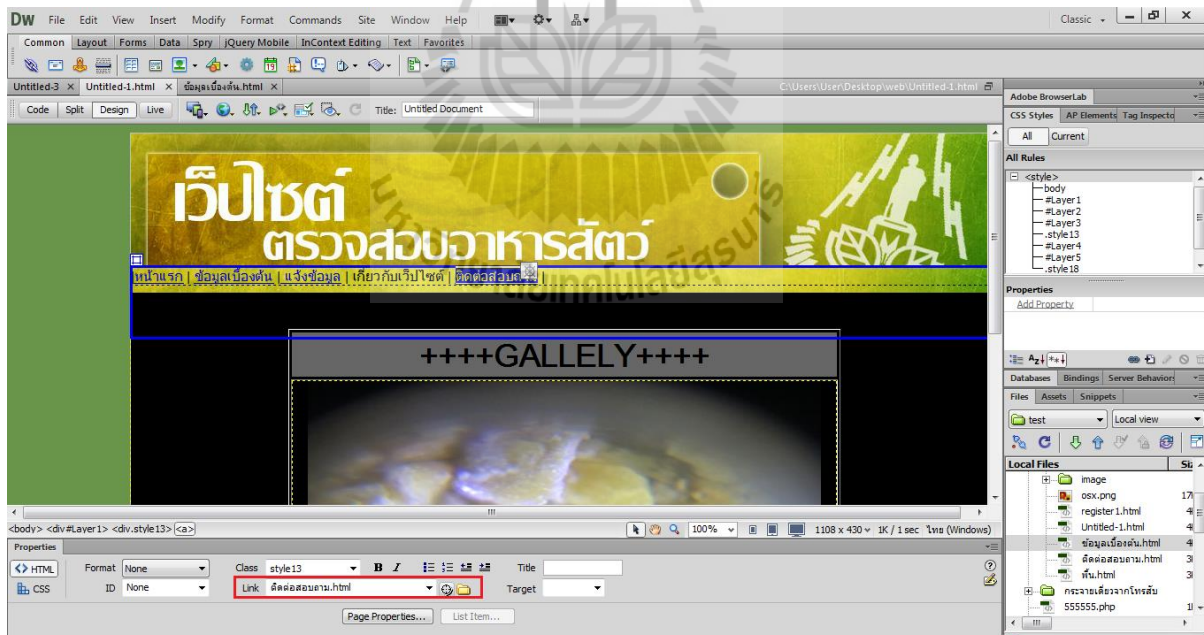 DW File Edit View Insert Modify Format Commands Site Window Help Classic
Common Layout Forms Data Spry jQuery Mobile InContext Editing Text Favorites
Untitled-3 × Untitled-1.html × ข้อมูลเบื้องต้น.html × C:\Users\User\Desktop\web\Untitled-1.html
Code Split Design Live Title: Untitled Document
เว็ปไซต์
ตรวจสอบอาหารสัตว์
หน้าแรก | ข้อมูลเบื้องต้น | แจ้งข้อมูล | เกี่ยวกับเว็ปไซต์ | ติดต่อสอบถาม |
++++GALLELY++++
<body> <div#Layer1> <div.style13> <a> 100% 1108 x 430 1K / 1 sec ไทย (Windows)
Properties
HTML Format None Class style13 B I Title
CSS ID None Link ติดต่อสอบถาม.html Target
Page Properties... List Item...
Adobe BrowserLab
CSS Styles AP Elements Tag Inspecto
All Current
All Rules
<style>
body
#Layer1
#Layer2
#Layer3
.style13
#Layer4
#Layer5
.style18
Properties
Add Property
Databases Bindings Server Behaviors
Files Assets Snippets
test Local view
Local Files
image
osx.png 17
register1.html 4
Untitled-1.html 4
ข้อมูลเบื้องต้น.html 4
ติดต่อสอบถาม.html 3
พื้น.html 3
กระจายเสียวจากโทรสับ
555555.php